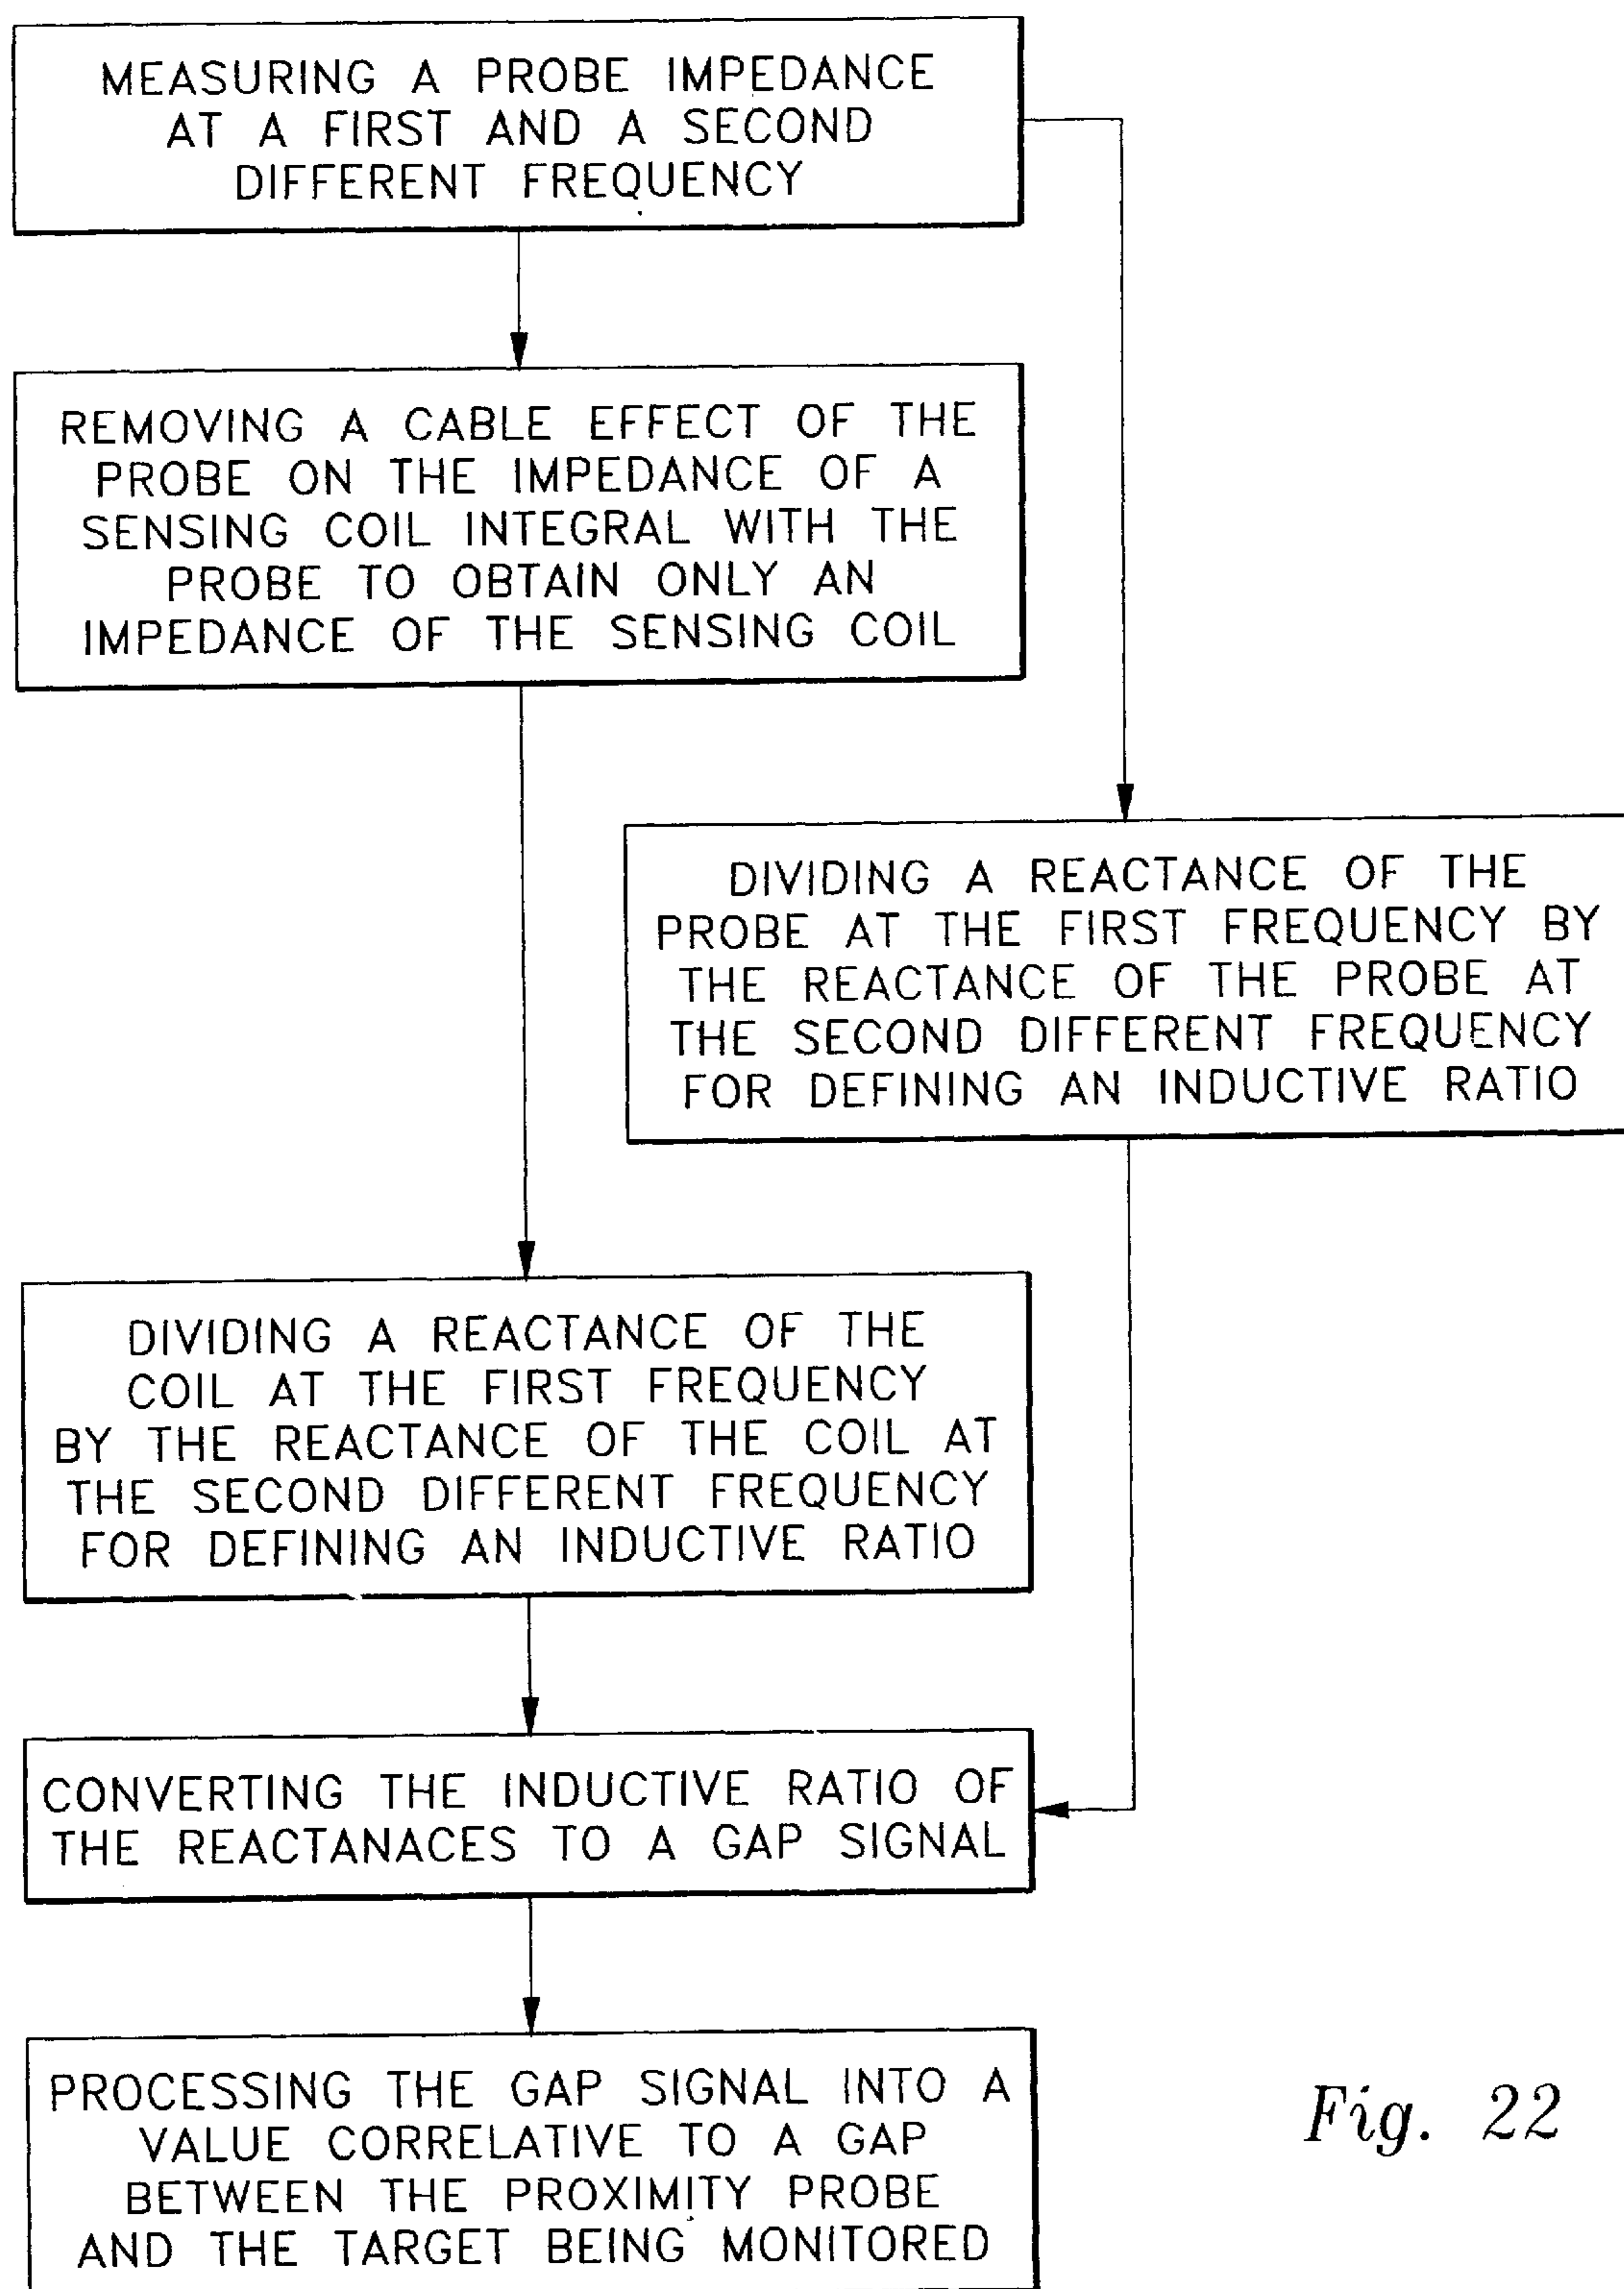 MEASURING A PROBE IMPEDANCE
AT A FIRST AND A SECOND
DIFFERENT FREQUENCY
REMOVING A CABLE EFFECT OF THE
PROBE ON THE IMPEDANCE OF A
SENSING COIL INTEGRAL WITH THE
PROBE TO OBTAIN ONLY AN
IMPEDANCE OF THE SENSING COIL
DIVIDING A REACTANCE OF THE
PROBE AT THE FIRST FREQUENCY BY
THE REACTANCE OF THE PROBE AT
THE SECOND DIFFERENT FREQUENCY
FOR DEFINING AN INDUCTIVE RATIO
DIVIDING A REACTANCE OF THE
COIL AT THE FIRST FREQUENCY
BY THE REACTANCE OF THE COIL AT
THE SECOND DIFFERENT FREQUENCY
FOR DEFINING AN INDUCTIVE RATIO
CONVERTING THE INDUCTIVE RATIO OF
THE REACTANACES TO A GAP SIGNAL
PROCESSING THE GAP SIGNAL INTO A
VALUE CORRELATIVE TO A GAP
BETWEEN THE PROXIMITY PROBE
AND THE TARGET BEING MONITORED
Fig. 22